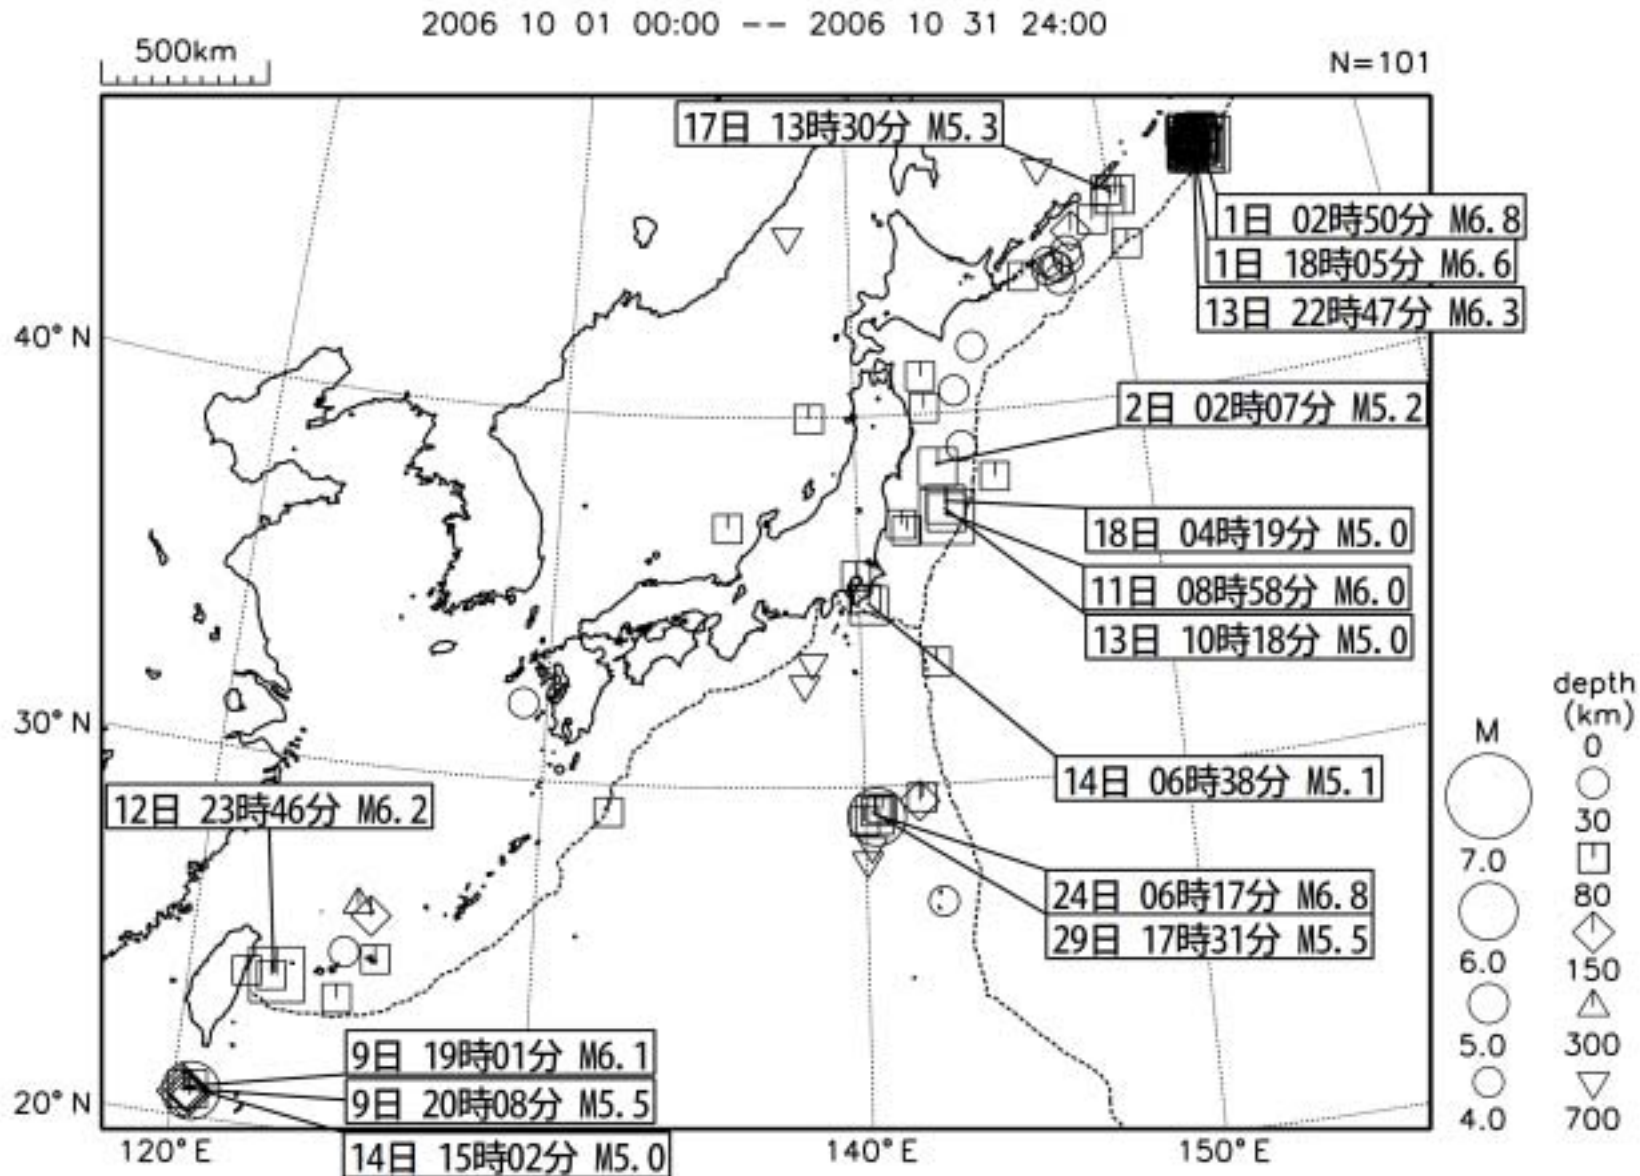 2006 10 01 00:00 -- 2006 10 31 24:00
500km
N=101
17日 13時30分 M5.3
1日 02時50分 M6.8
1日 18時05分 M6.6
13日 22時47分 M6.3
40°N
2日 02時07分 M5.2
18日 04時19分 M5.0
11日 08時58分 M6.0
13日 10時18分 M5.0
30°N
14日 06時38分 M5.1
12日 23時46分 M6.2
24日 06時17分 M6.8
29日 17時31分 M5.5
9日 19時01分 M6.1
9日 20時08分 M5.5
14日 15時02分 M5.0
20°N
120°E
140°E
150°E
M
7.0
6.0
5.0
4.0
depth
(km)
0
30
80
150
300
700